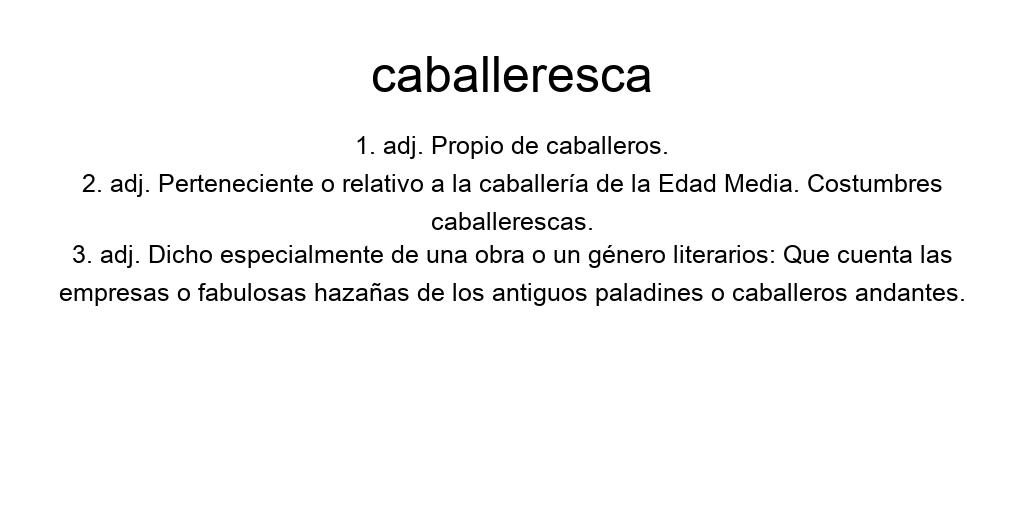 caballeresca
1. adj. Propio de caballeros.
2. adj. Perteneciente o relativo a la caballería de la Edad Media. Costumbres
caballerescas.
3. adj. Dicho especialmente de una obra o un género literarios: Que cuenta las
empresas o fabulosas hazañas de los antiguos paladines o caballeros andantes.